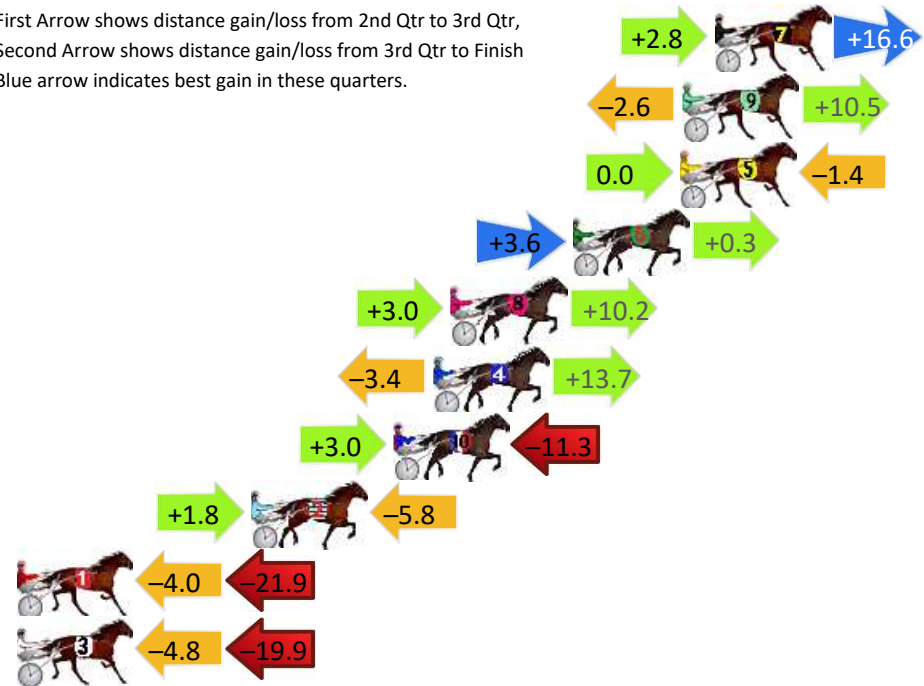 First Arrow shows distance gain/loss from 2nd Qtr to 3rd Qtr,
Second Arrow shows distance gain/loss from 3rd Qtr to Finish
Blue arrow indicates best gain in these quarters.
+2.8 7 +16.6
−2.6 9 +10.5
0.0 5 −1.4
+3.6 6 +0.3
+3.0 8 +10.2
−3.4 4 +13.7
+3.0 10 −11.3
+1.8 2 −5.8
1 −4.0 −21.9
3 −4.8 −19.9